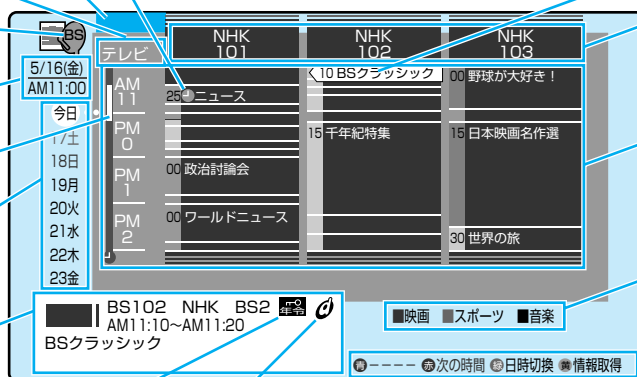 BS
テレビ
NHK
101
NHK
102
NHK
103
5/16(金)
AM11:00
今日
17土
18日
19月
20火
21水
22木
23金
AM
11
PM
0
PM
1
PM
2
25 ニュース
00 政治討論会
00 ワールドニュース
10 BSクラッシック
15 千年紀特集
00 野球が大好き！
15 日本映画名作選
30 世界の旅
BS102 NHK BS2 年令
AM11:10~AM11:20
BSクラッシック
■映画 ■スポーツ ■音楽
青 ---- 赤 次の時間 緑 日時切換 黄 情報取得